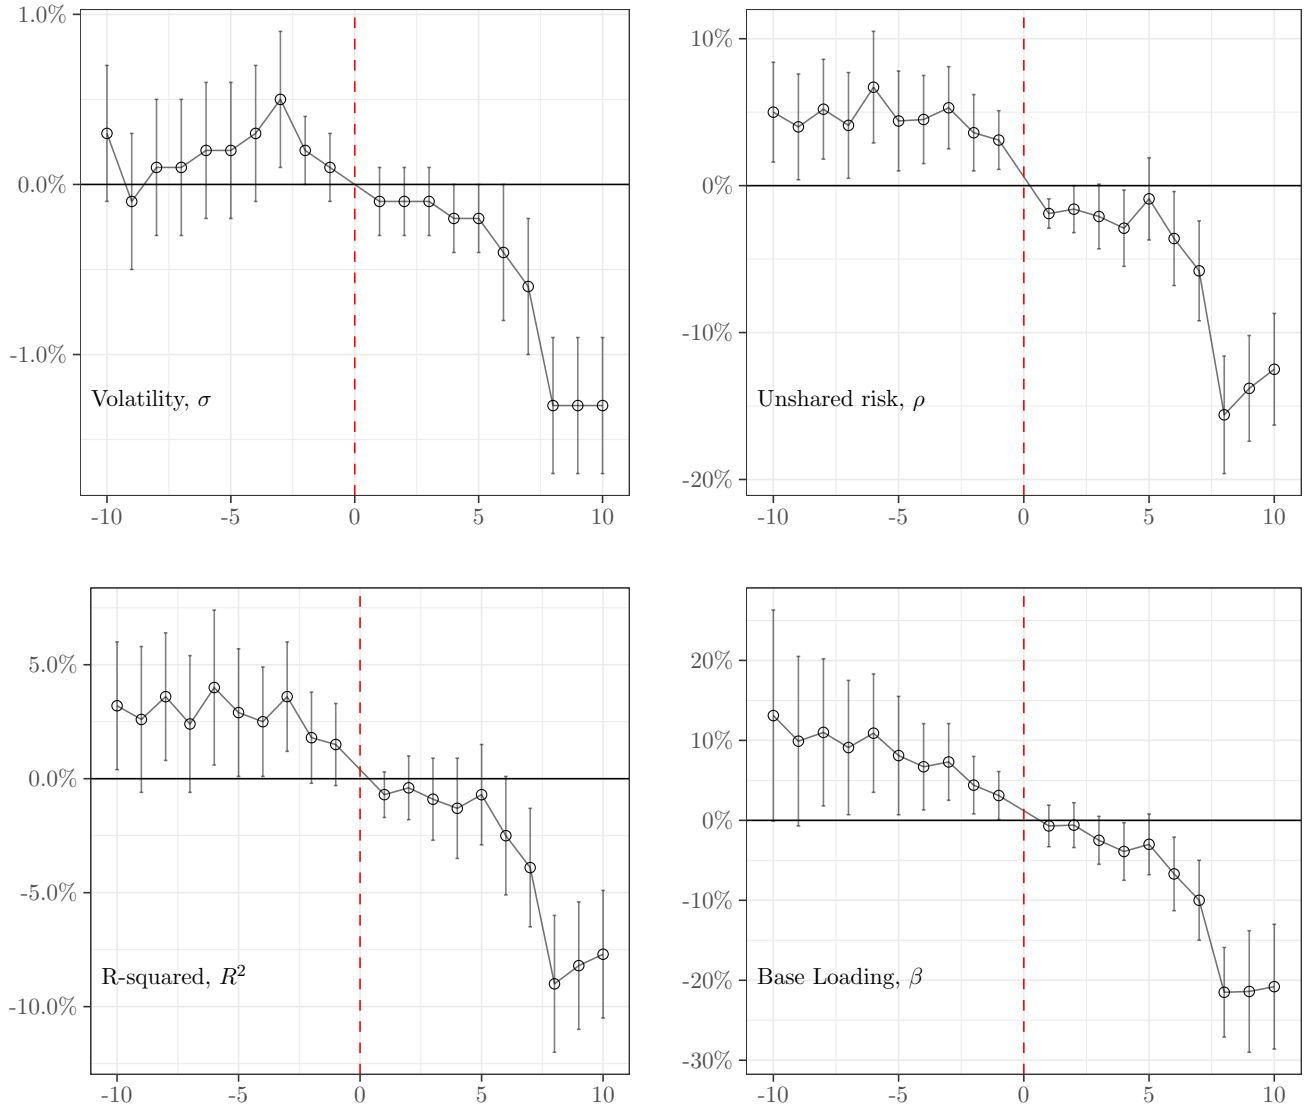 1.0%
0.0%
-1.0%
Volatility, σ
-10 -5 0 5 10
10%
0%
-10%
-20%
Unshared risk, ρ
-10 -5 0 5 10
5.0%
0.0%
-5.0%
-10.0%
R-squared, R²
-10 -5 0 5 10
20%
10%
0%
-10%
-20%
-30%
Base Loading, β
-10 -5 0 5 10